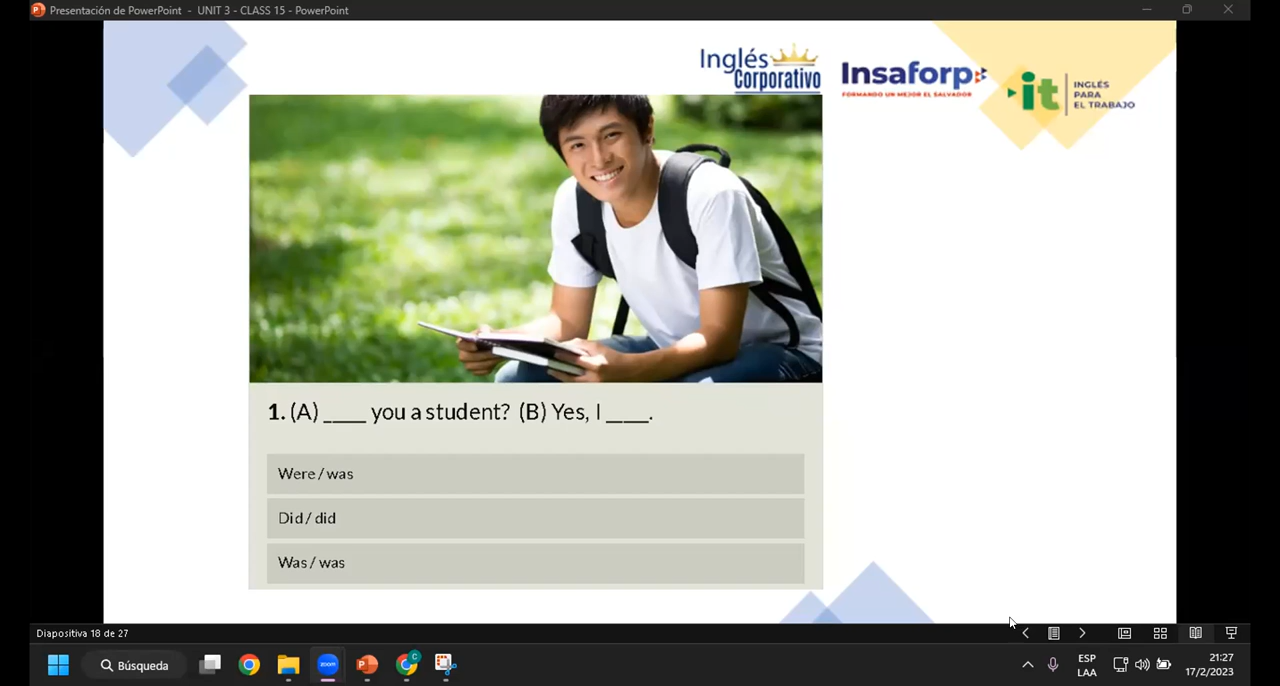 Presentación de PowerPoint - UNIT 3 - CLASS 15 - PowerPoint
Inglés
Corporativo
Insaforp
FORMANDO UN MEJOR EL SALVADOR
it
INGLÉS
PARA
EL TRABAJO
1. (A) ____ you a student? (B) Yes, I ____.
Were / was
Did / did
Was / was
Diapositiva 18 de 27
Búsqueda
zoom
C
ESP
LAA
21:27
17/2/2023